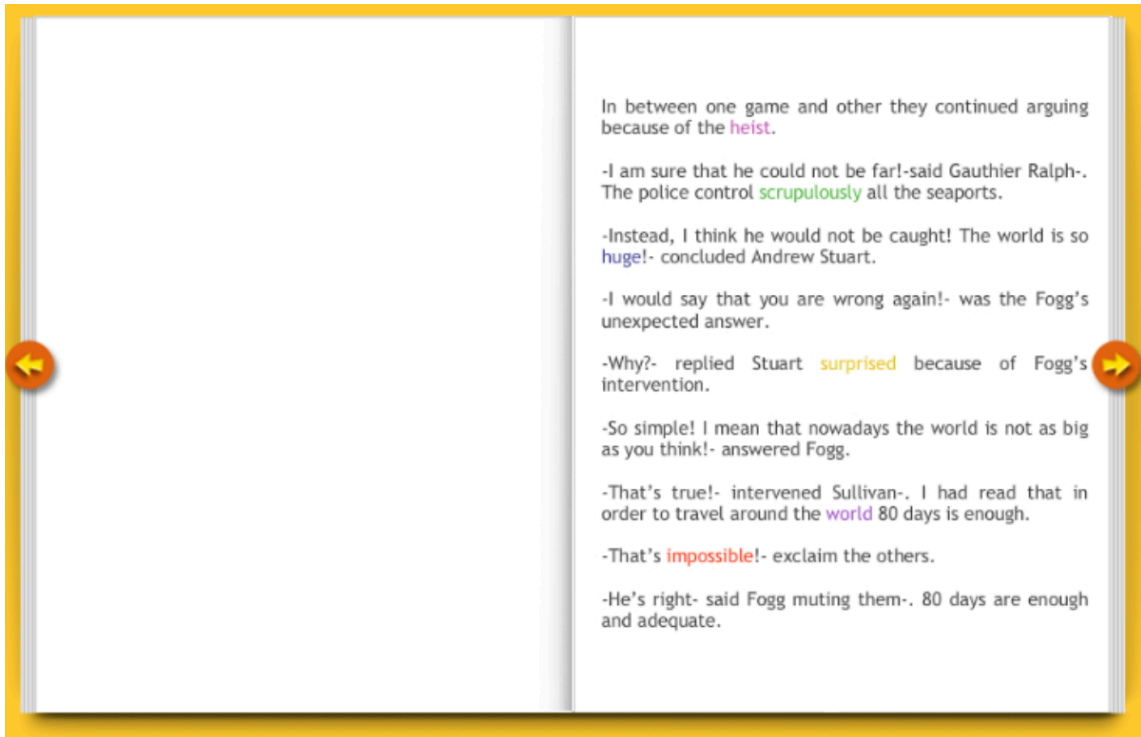 In between one game and other they continued arguing
because of the heist.
-I am sure that he could not be far!-said Gauthier Ralph-.
The police control scrupulously all the seaports.
-Instead, I think he would not be caught! The world is so
huge!- concluded Andrew Stuart.
-I would say that you are wrong again!- was the Fogg's
unexpected answer.
-Why?- replied Stuart surprised because of Fogg's
intervention.
-So simple! I mean that nowadays the world is not as big
as you think!- answered Fogg.
-That's true!- intervened Sullivan-. I had read that in
order to travel around the world 80 days is enough.
-That's impossible!- exclaim the others.
-He's right- said Fogg muting them-. 80 days are enough
and adequate.